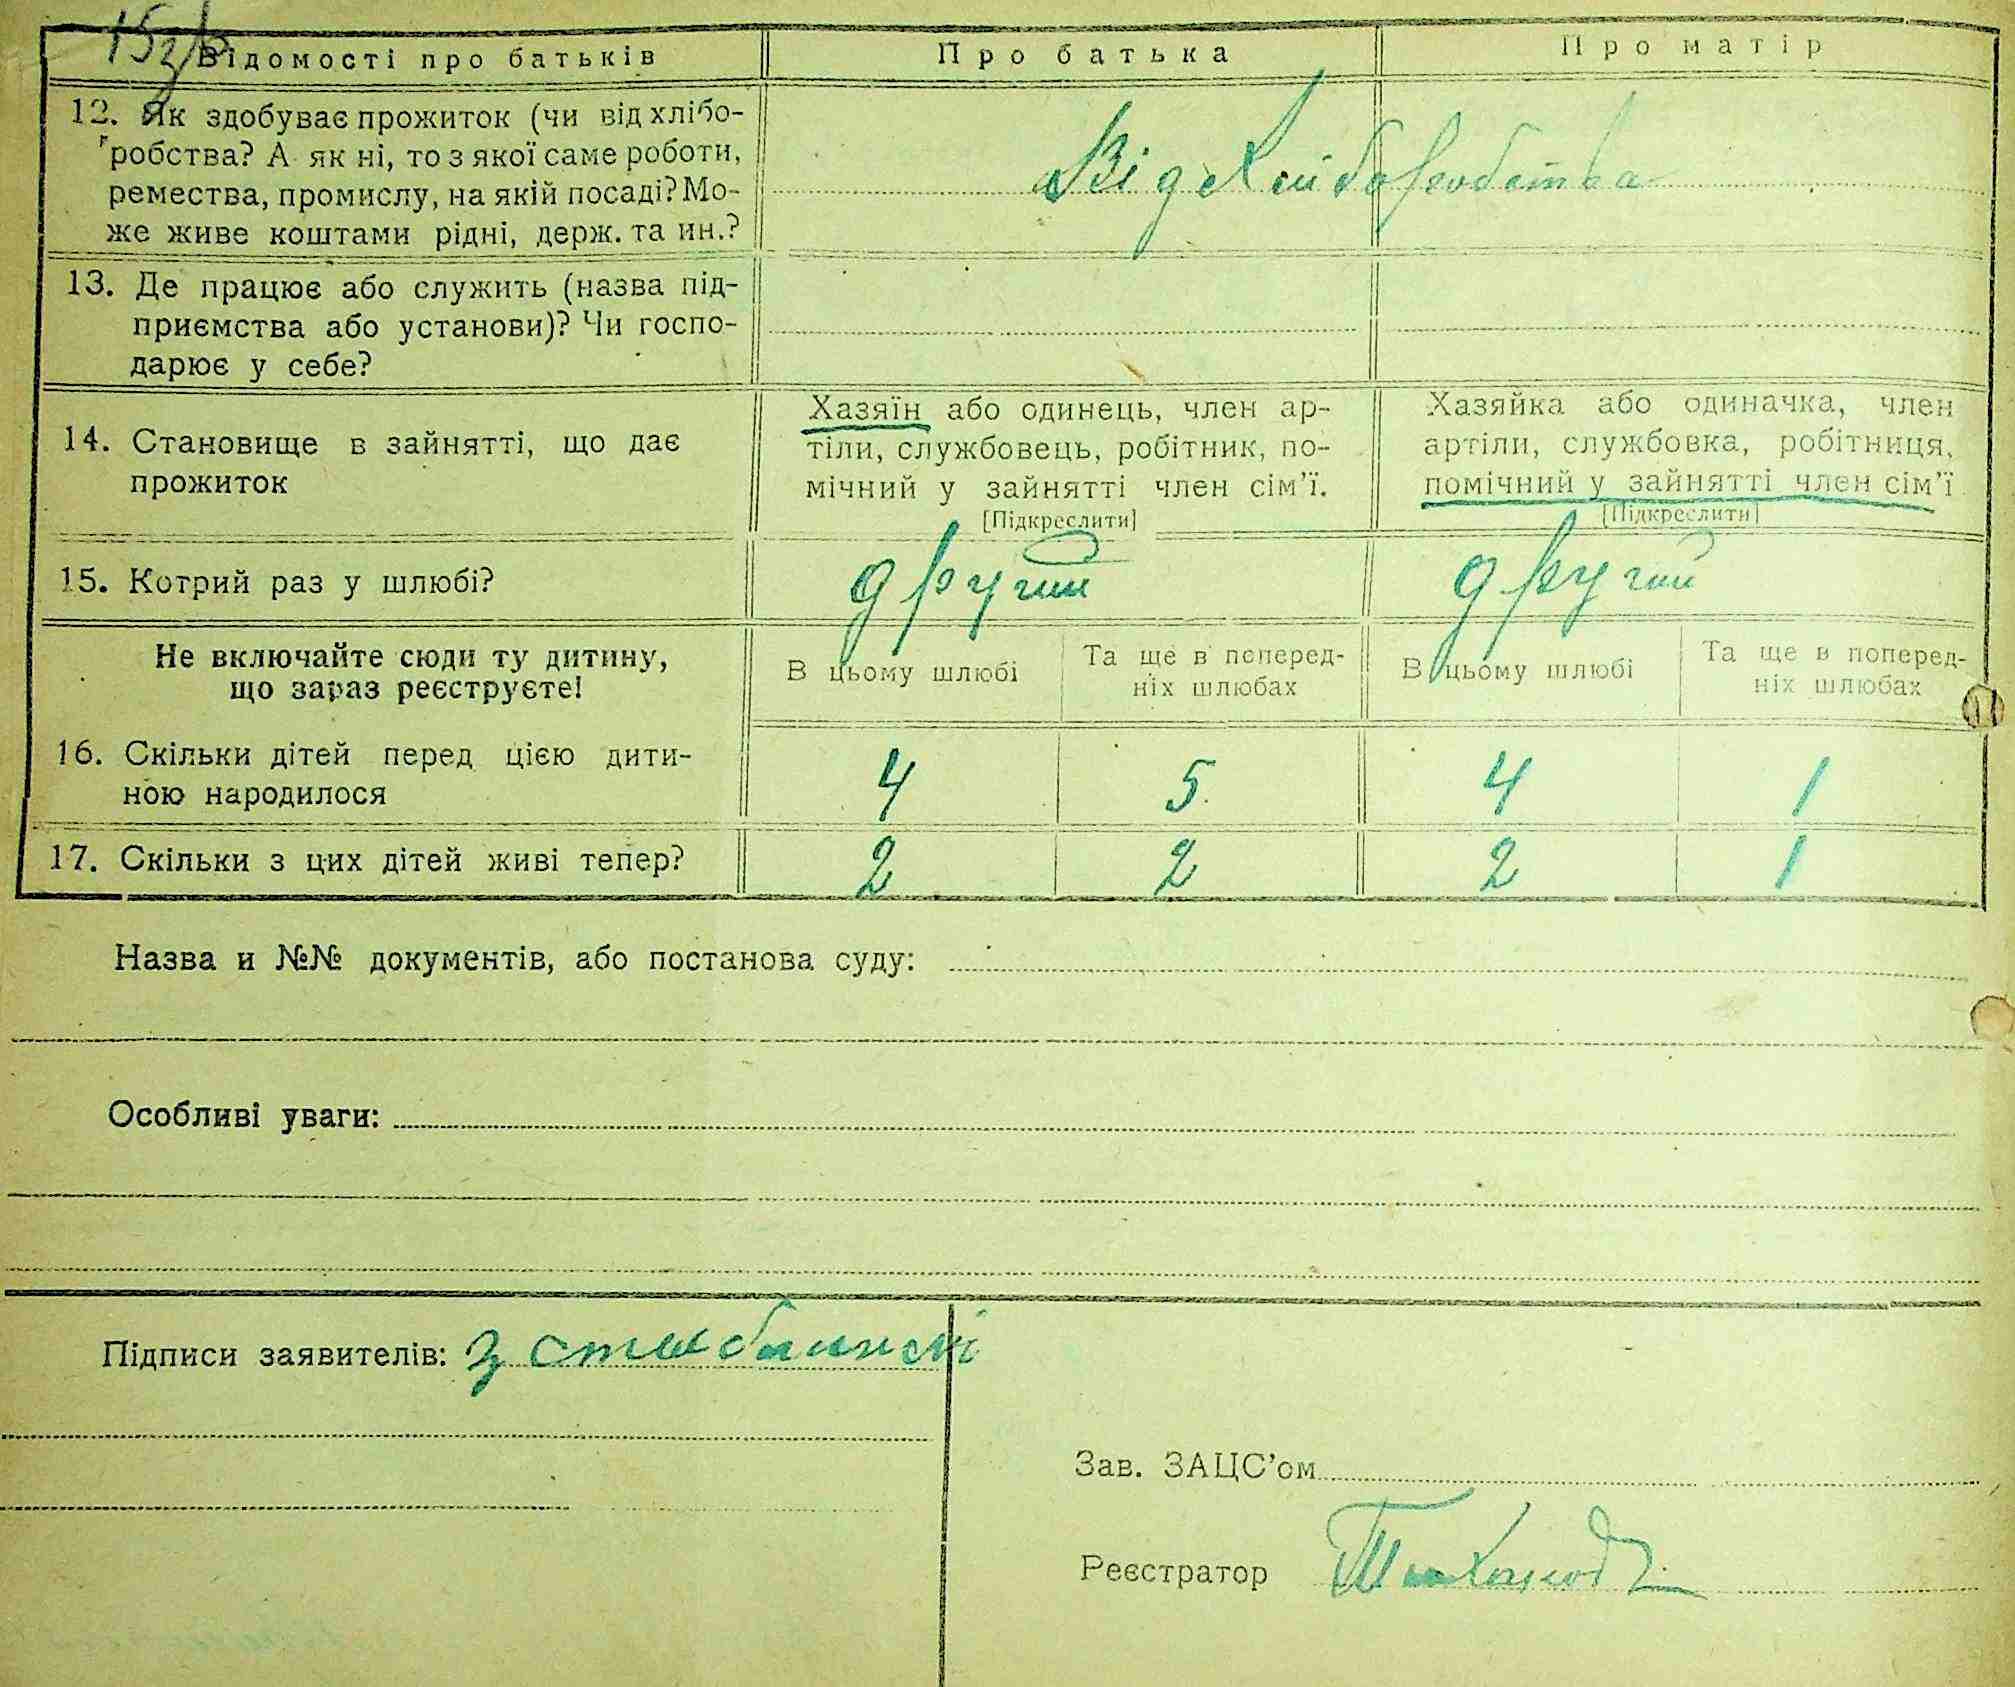 Відомості про батьків
Про батька
Про матір
12. Як здобуває прожиток (чи від хлібо-
робства? А як ні, то з якої саме роботи,
ремества, промислу, на якій посаді? Мо-
же живе коштами рідні, держ. та ин.?
Від Хліборобства
13. Де працює або служить (назва під-
приємства або установи)? Чи госпо-
дарює у себе?
14. Становище в зайнятті, що дає
прожиток
Хазяїн або одинець, член ар-
тіли, службовець, робітник, по-
мічний у зайнятті член сім'ї.
[Підкреслити]
Хазяйка або одиначка, член
артіли, службовка, робітниця,
помічний у зайнятті член сім'ї
[Підкреслити]
15. Котрий раз у шлюбі?
другий
другий
Не включайте сюди ту дитину,
що зараз реєструєте!
В цьому шлюбі
Та ще в поперед-
ніх шлюбах
В цьому шлюбі
Та ще в поперед-
ніх шлюбах
16. Скільки дітей перед цією дити-
ною народилося
4
5
4
1
17. Скільки з цих дітей живі тепер?
2
2
2
1
Назва и №№ документів, або постанова суду:
Особливі уваги:
Підписи заявителів:
Зав. ЗАЦС'ом
Реєстратор